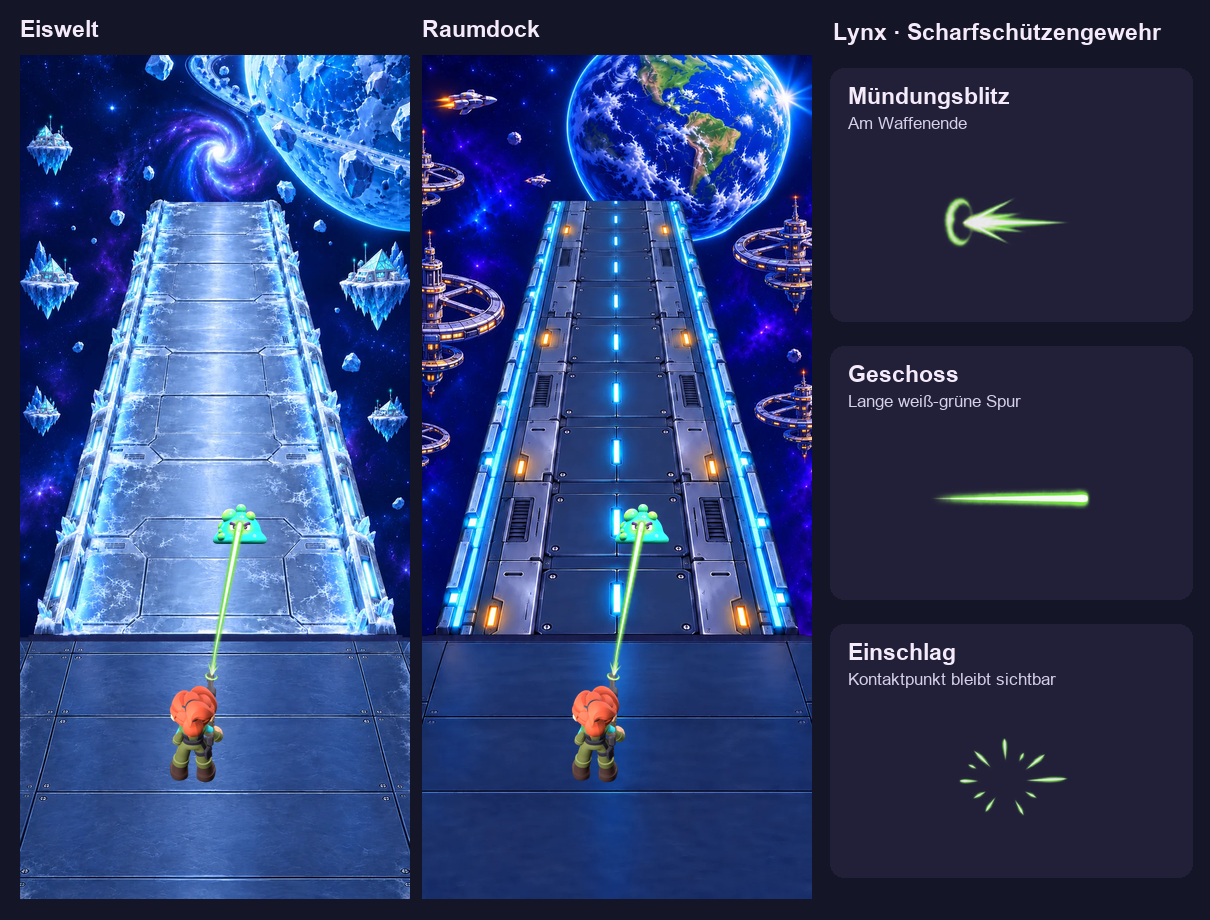 Eiswelt
Raumdock
Lynx · Scharfschützengewehr
Mündungsblitz
Am Waffenende
Geschoss
Lange weiß-grüne Spur
Einschlag
Kontaktpunkt bleibt sichtbar